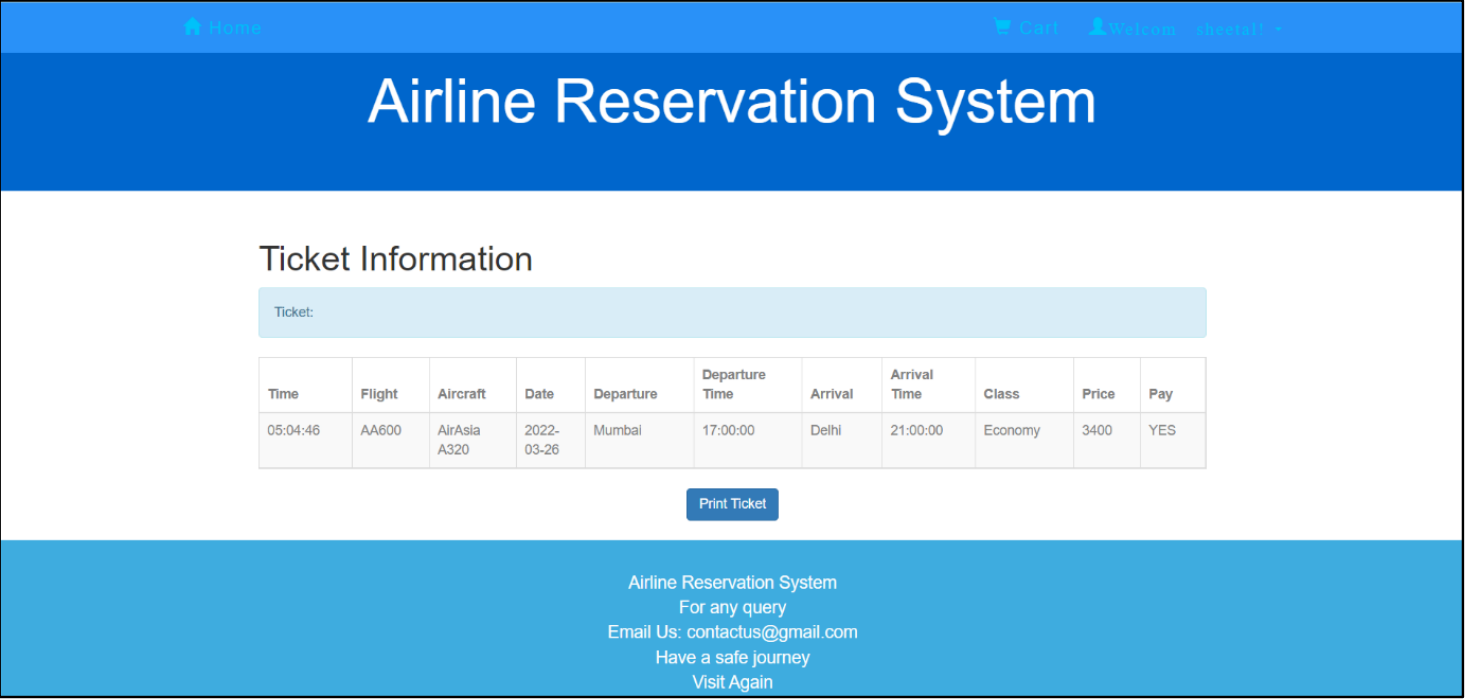 Home Cart Welcom sheetal! 
Airline Reservation System
Ticket Information
Ticket:
Time Flight Aircraft Date Departure Departure Time Arrival Arrival Time Class Price Pay
05:04:46 AA600 AirAsia A320 2022-03-26 Mumbai 17:00:00 Delhi 21:00:00 Economy 3400 YES
Print Ticket
Airline Reservation System
For any query
Email Us: contactus@gmail.com
Have a safe journey
Visit Again